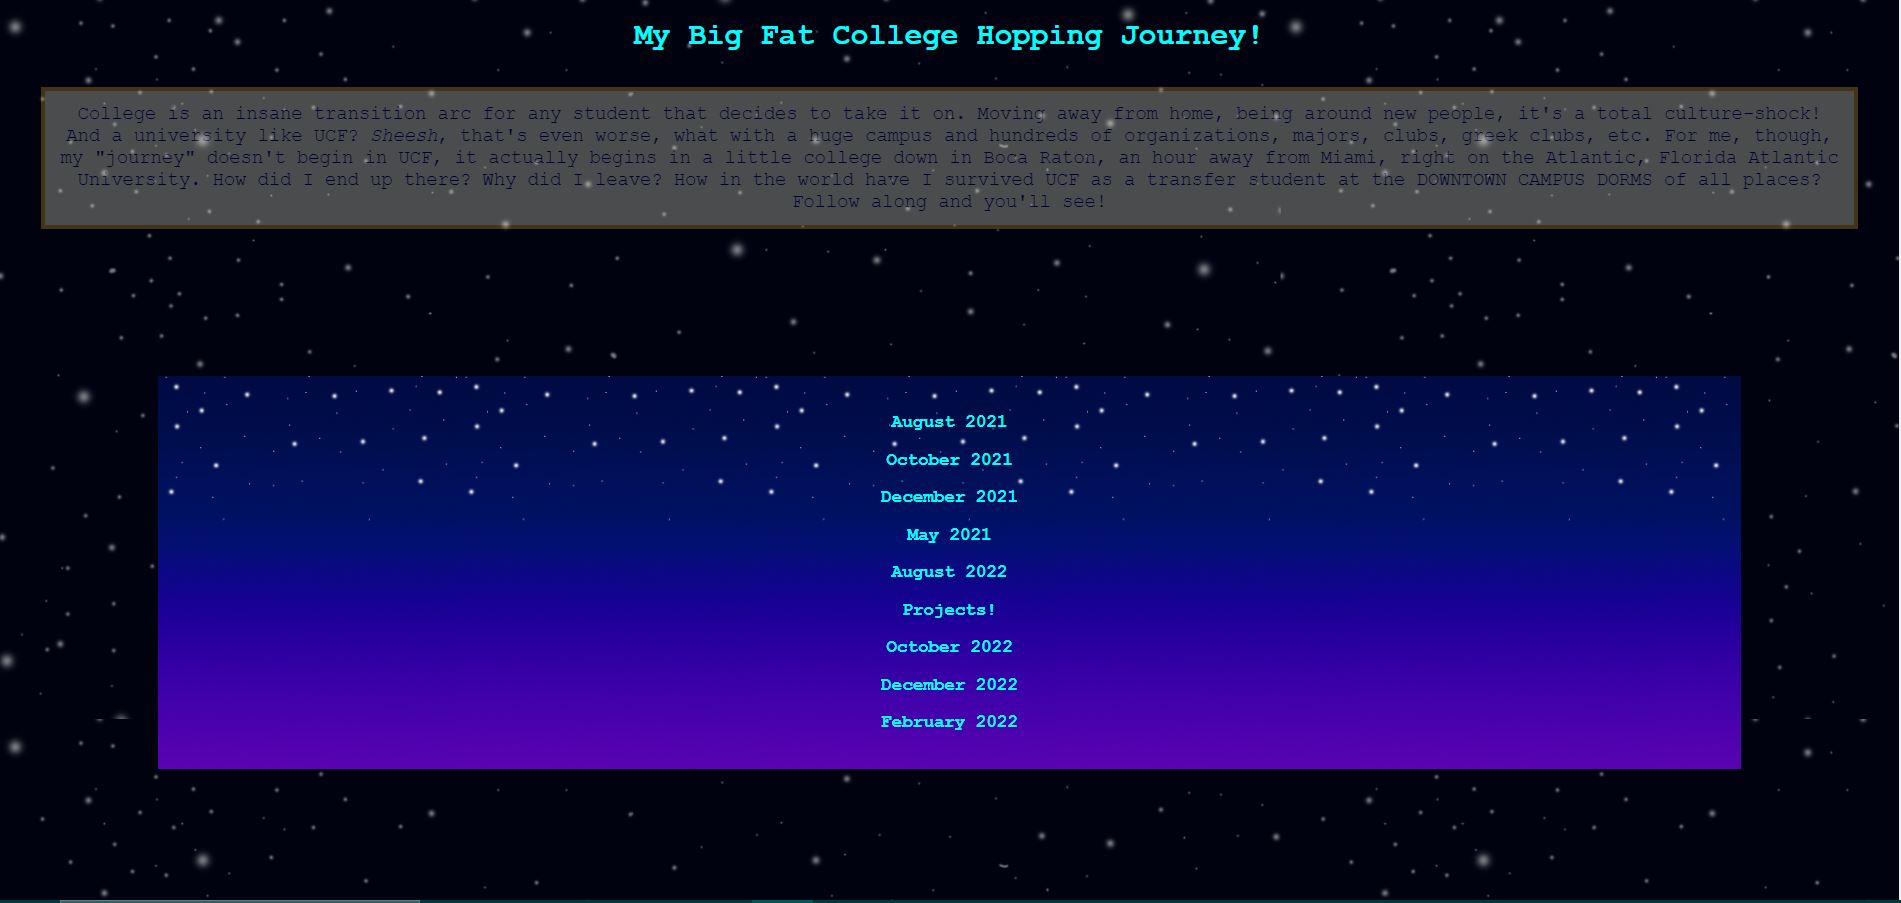 My Big Fat College Hopping Journey!
College is an insane transition arc for any student that decides to take it on. Moving away from home, being around new people, it's a total culture-shock!
And a university like UCF? Sheesh, that's even worse, what with a huge campus and hundreds of organizations, majors, clubs, greek clubs, etc. For me, though,
my "journey" doesn't begin in UCF, it actually begins in a little college down in Boca Raton, an hour away from Miami, right on the Atlantic, Florida Atlantic
University. How did I end up there? Why did I leave? How in the world have I survived UCF as a transfer student at the DOWNTOWN CAMPUS DORMS of all places?
Follow along and you'll see!
August 2021
October 2021
December 2021
May 2021
August 2022
Projects!
October 2022
December 2022
February 2022